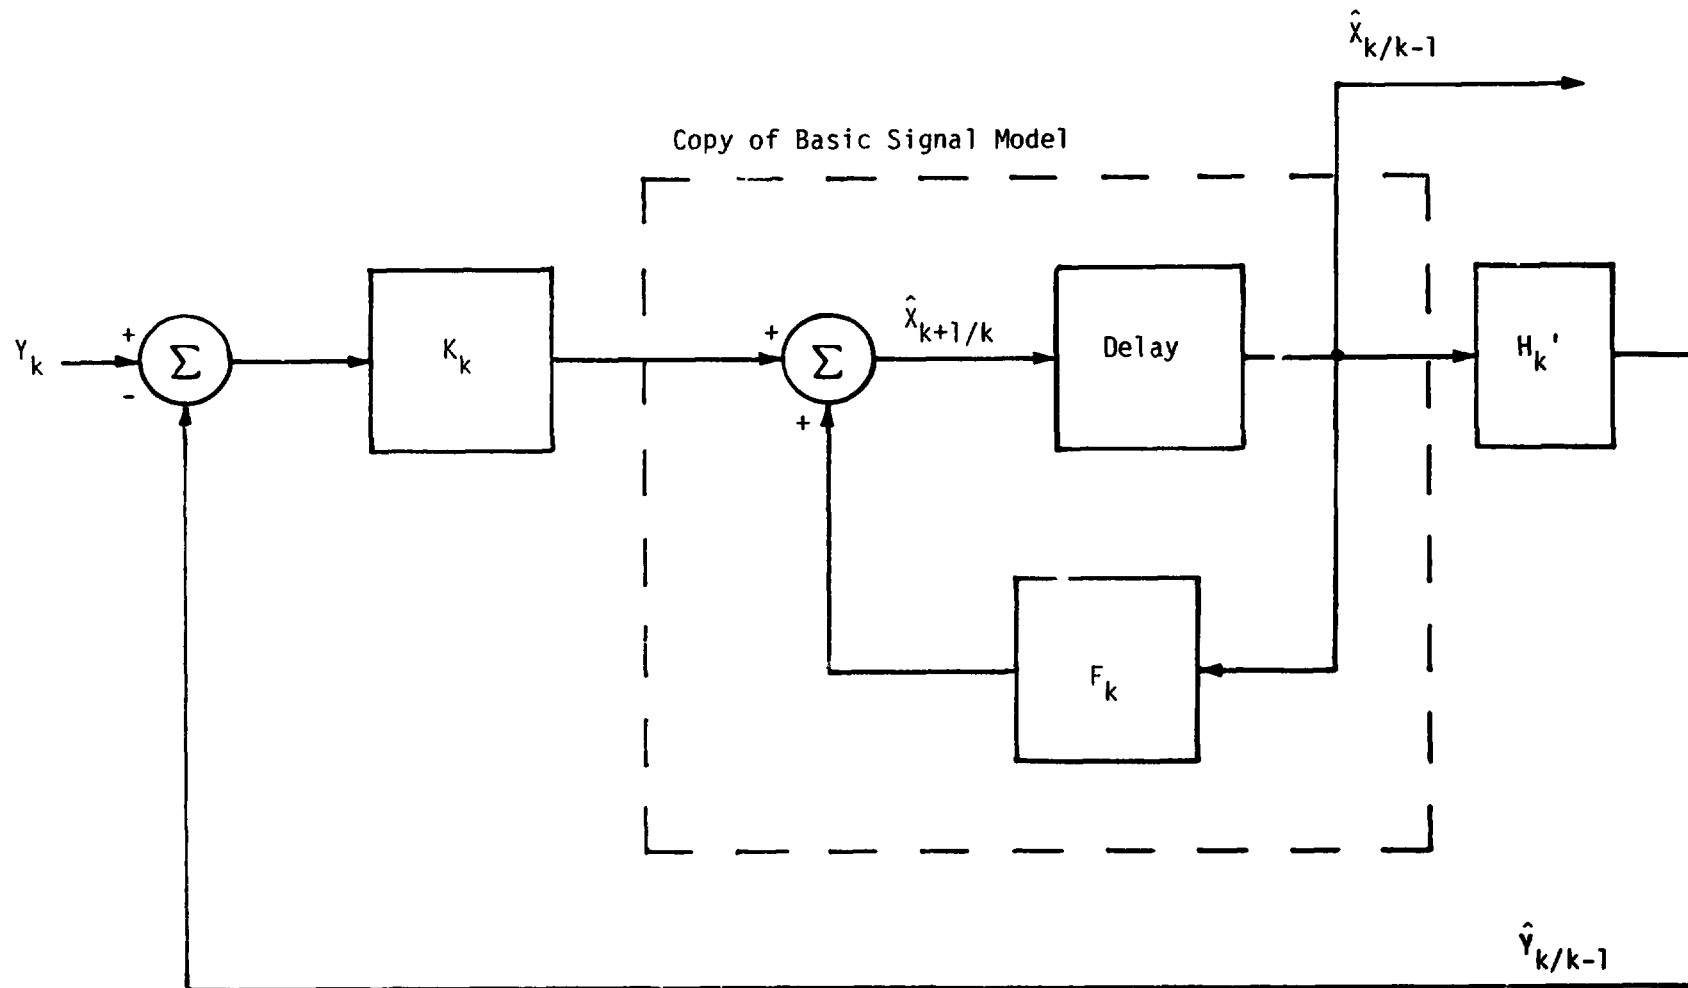 X̂k/k-1
Copy of Basic Signal Model
Yk
+
-
Σ
Kk
+
+
Σ
X̂k+1/k
Delay
Hk'
Fk
Ŷk/k-1